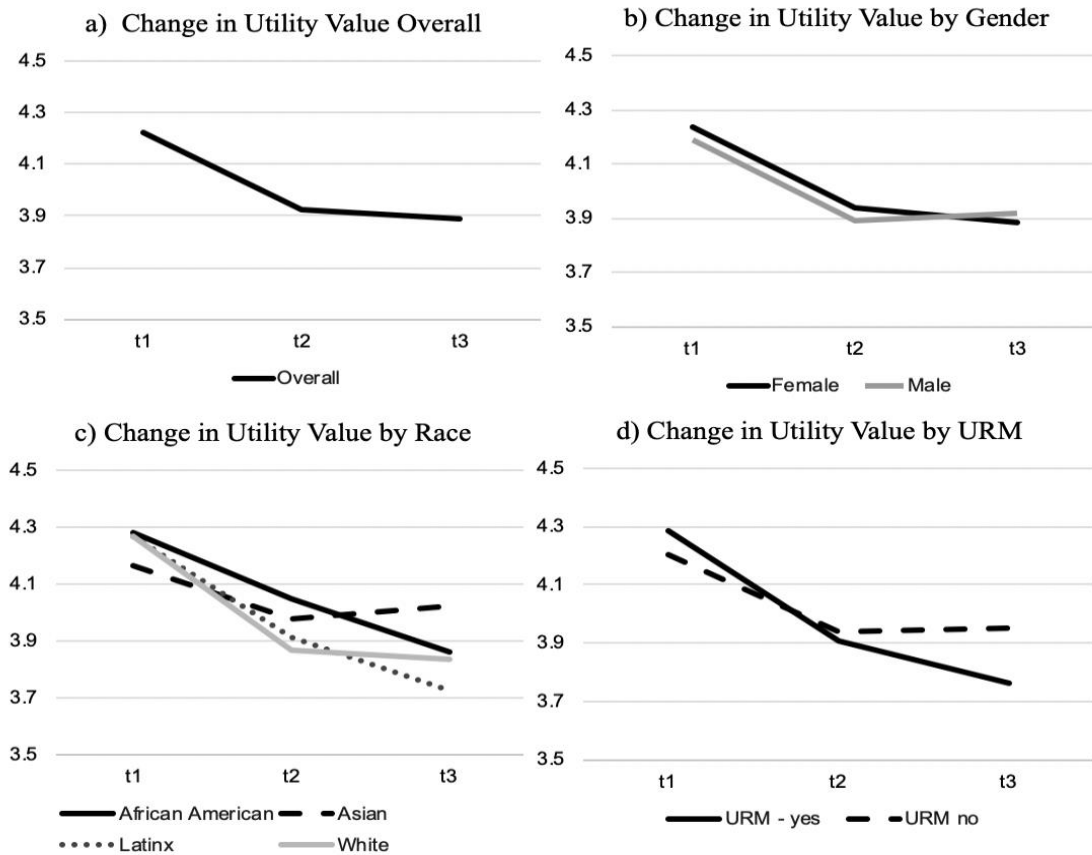 a) Change in Utility Value Overall
4.5
4.3
4.1
3.9
3.7
3.5
t1 t2 t3
Overall
b) Change in Utility Value by Gender
4.5
4.3
4.1
3.9
3.7
3.5
t1 t2 t3
Female Male
c) Change in Utility Value by Race
4.5
4.3
4.1
3.9
3.7
3.5
t1 t2 t3
African American Asian
Latinx White
d) Change in Utility Value by URM
4.5
4.3
4.1
3.9
3.7
3.5
t1 t2 t3
URM - yes URM no